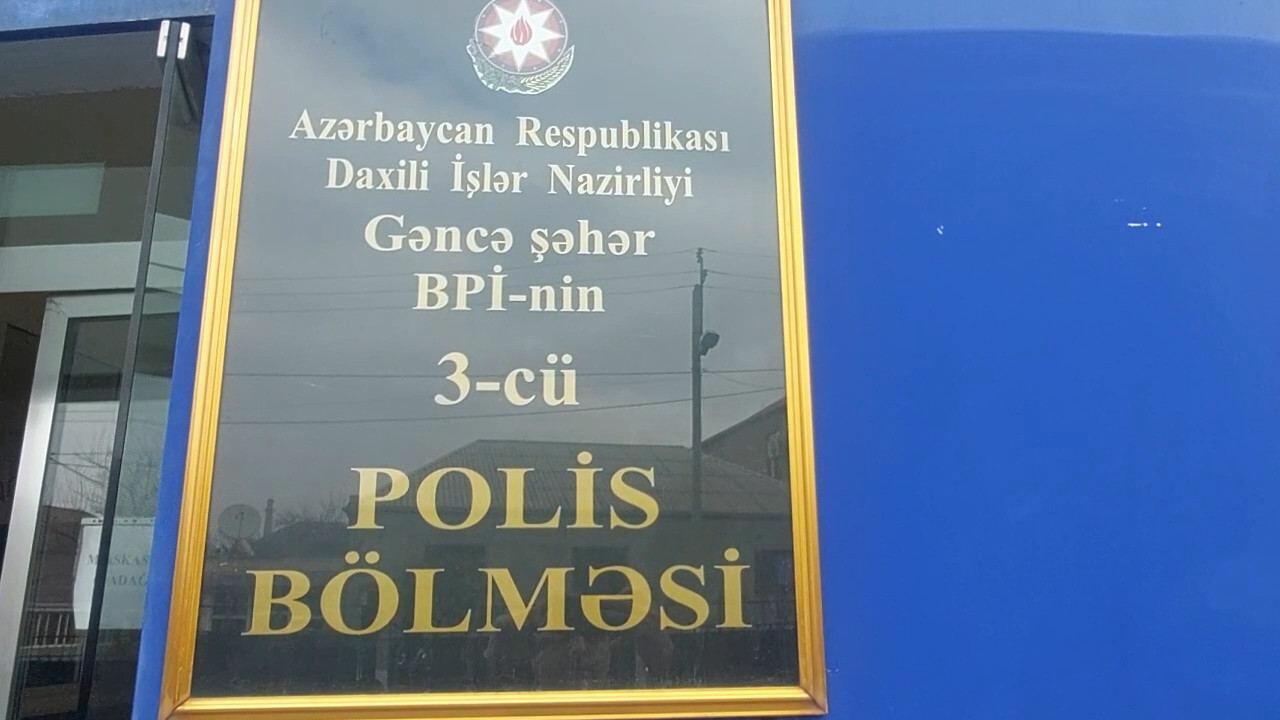 Azərbaycan Respublikası
Daxili İşlər Nazirliyi
Gəncə şəhər
BPİ-nin
3-cü
POLİS
BÖLMƏSİ